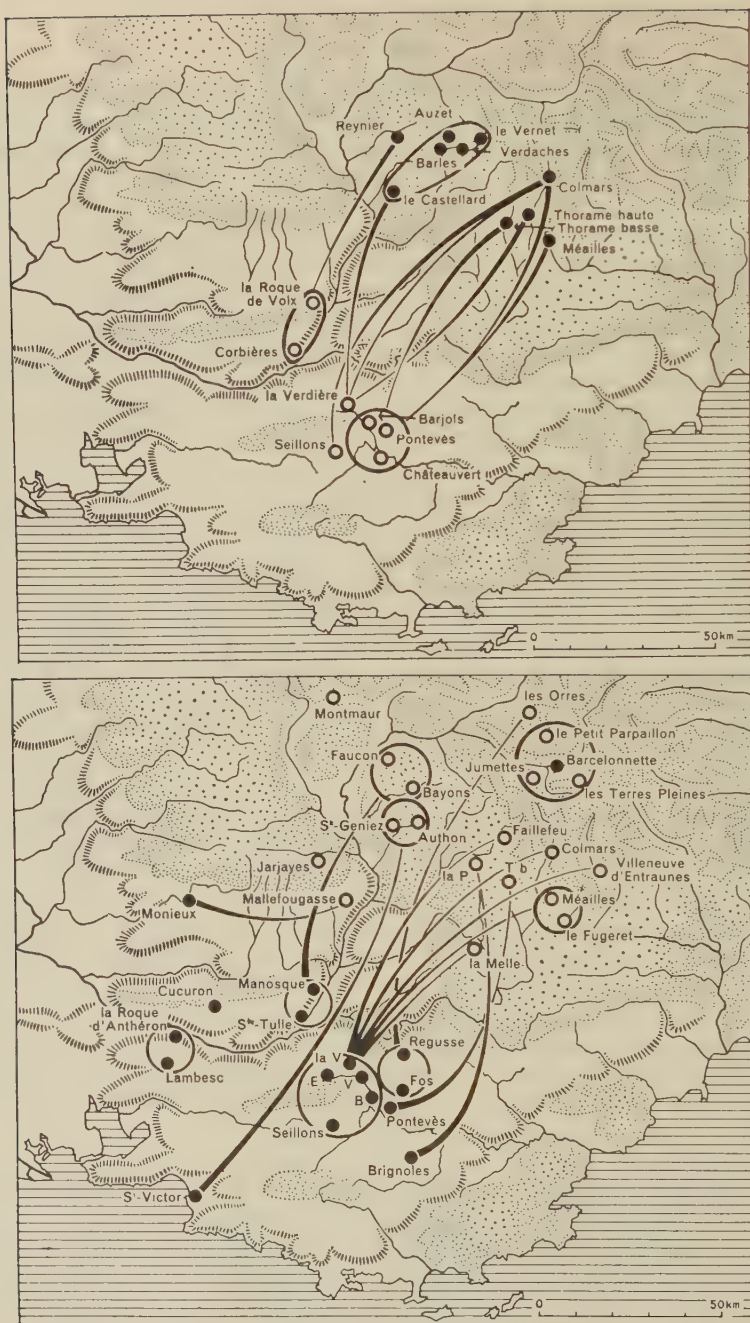 Auzet
Reynier
le Vernet
Barles
Verdaches
le Castellard
Colmars
Thorame haute
Thorame basse
Méailles
la Roque
de Volx
Corbières
la Verdière
Barjols
Pontevès
Seillons
Châteauvert
0 50km
les Orres
Montmaur
le Petit Parpaillon
Faucon
Jumettes
Barcelonnette
Bayons
les Terres Pleines
St-Geniez
Authon
Faillefeu
Colmars
Jarjayes
la P
T b
Villeneuve
d'Entraunes
Monieux
Mallefougasse
Méailles
le Fugeret
la Melle
Manosque
Cucuron
la Roque
d'Anthéron
Ste-Tulle
la V
Regusse
Lambesc
E
V
B
Fos
Pontevès
Seillons
Brignoles
St-Victor
0 50km